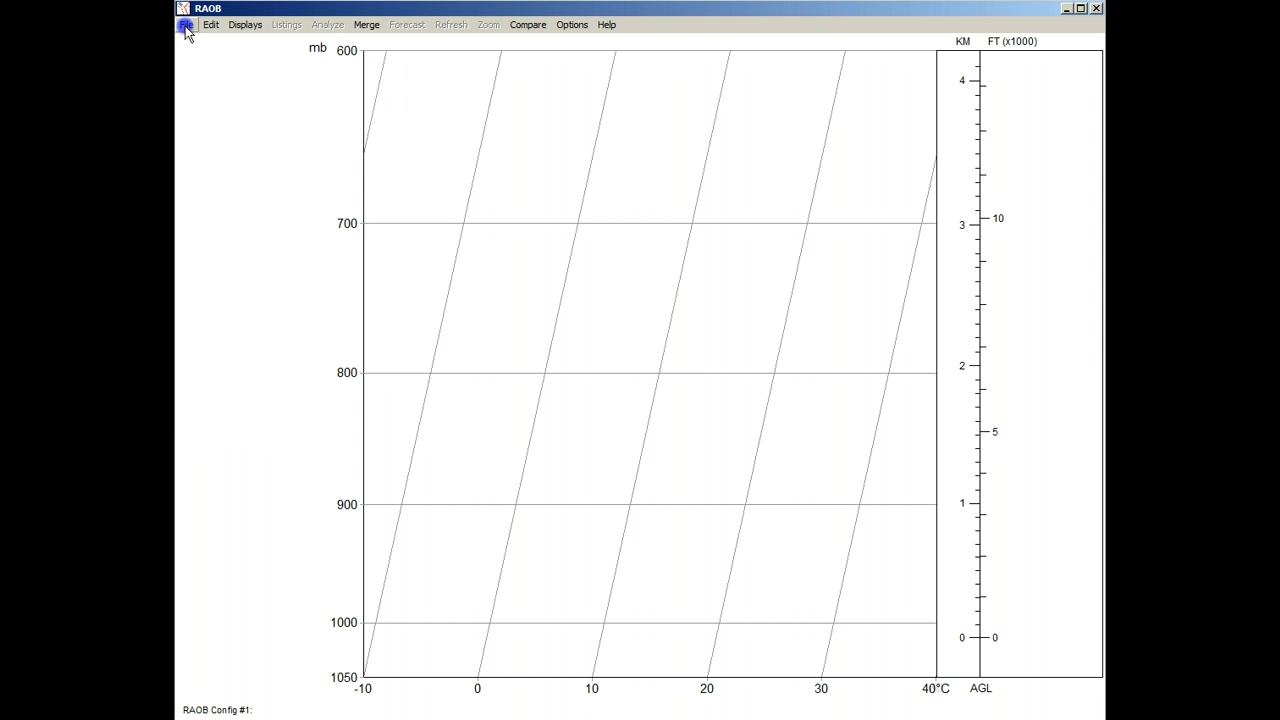 RAOB
File Edit Displays Listings Analyze Merge Forecast Refresh Zoom Compare Options Help
mb 600 KM FT (x1000)
4
700 3 10
800 2
5
900 1
1000 0 0
1050
-10 0 10 20 30 40°C AGL
RAOB Config #1: